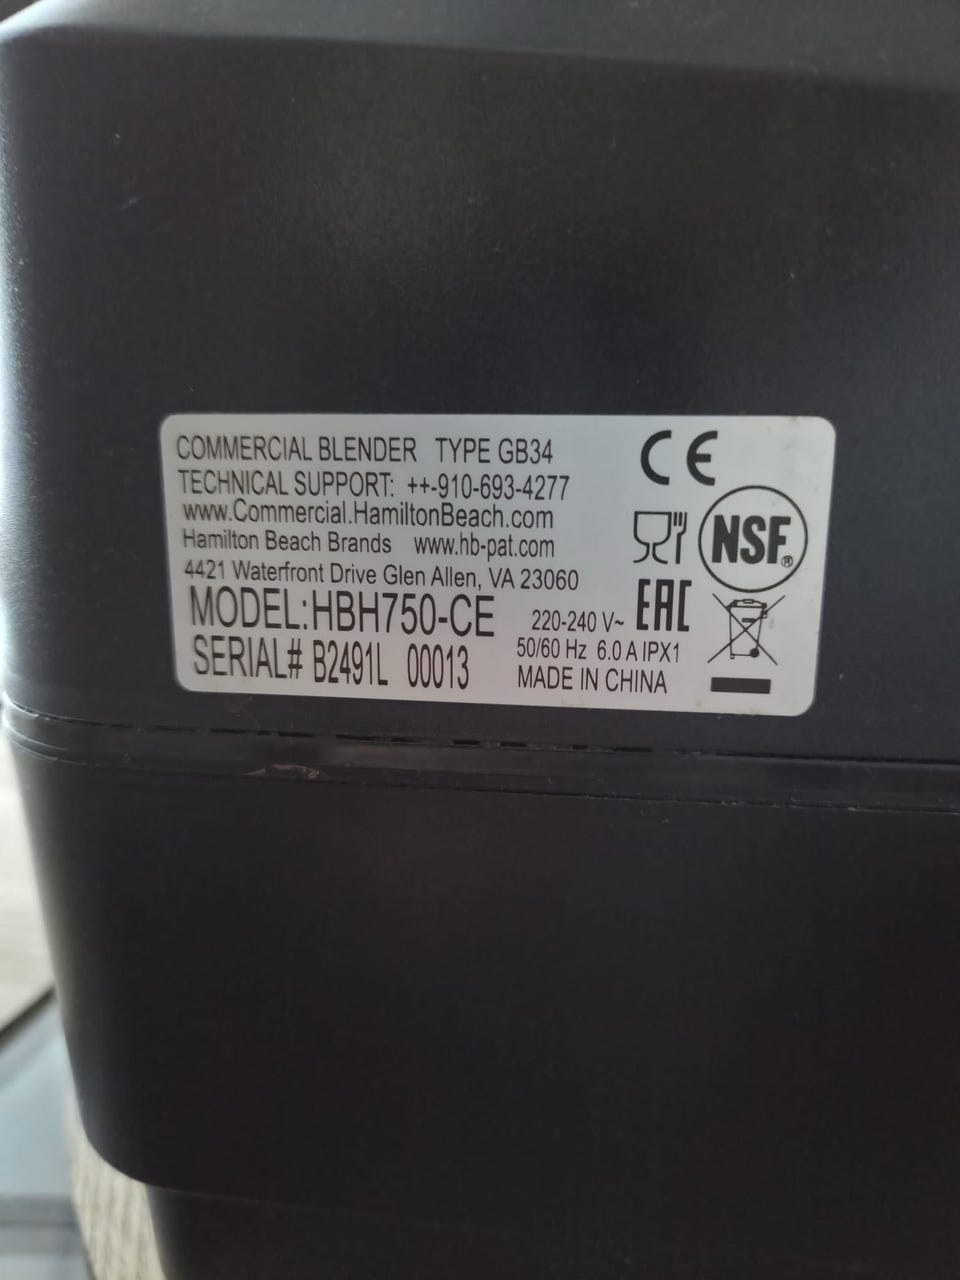 COMMERCIAL BLENDER TYPE GB34
TECHNICAL SUPPORT: ++-910-693-4277
www.Commercial.HamiltonBeach.com
Hamilton Beach Brands www.hb-pat.com
4421 Waterfront Drive Glen Allen, VA 23060
MODEL:HBH750-CE
SERIAL# B2491L 00013
220-240 V~
50/60 Hz 6.0 A IPX1
MADE IN CHINA
CE
NSF®
EAC